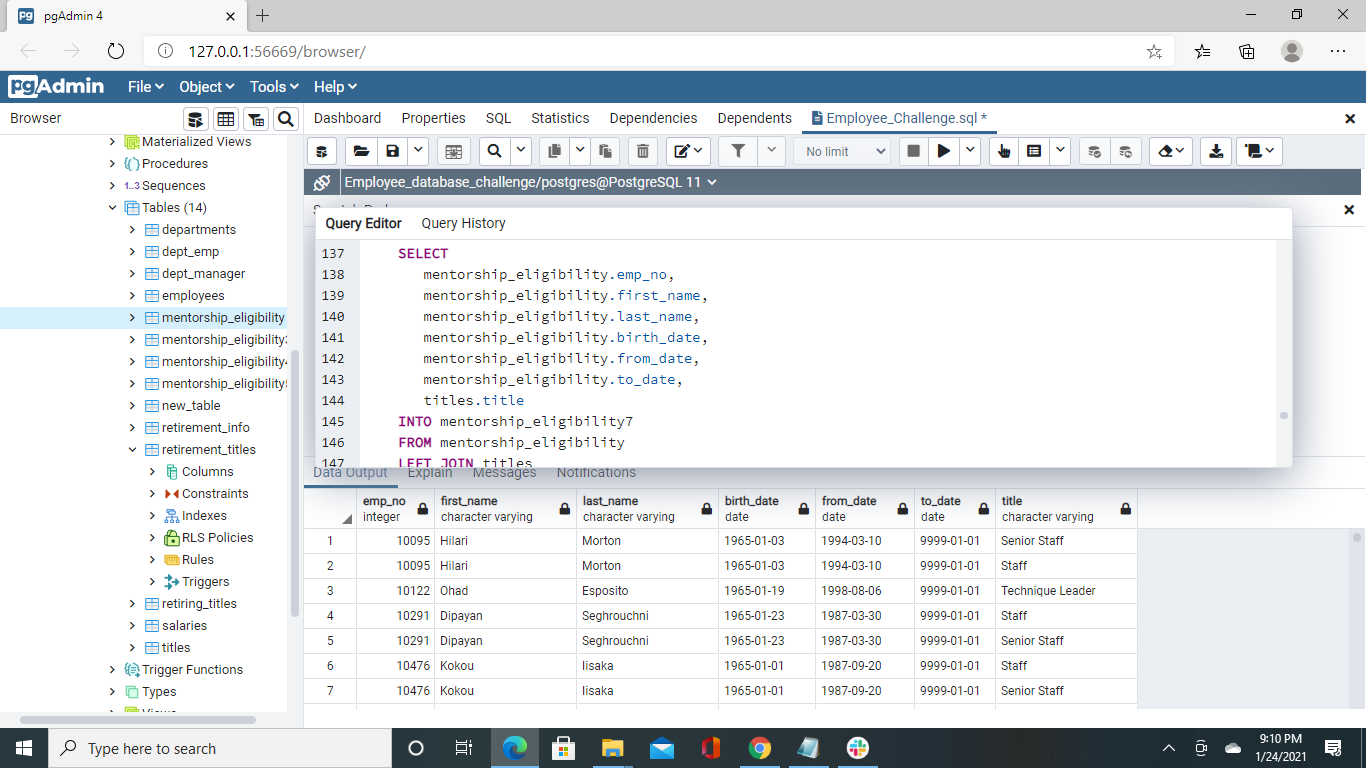 pgAdmin 4
127.0.0.1:56669/browser/
pgAdmin File Object Tools Help
Browser
Dashboard Properties SQL Statistics Dependencies Dependents Employee_Challenge.sql *
No limit
Employee_database_challenge/postgres@PostgreSQL 11
Materialized Views
Procedures
1..3 Sequences
Tables (14)
departments
dept_emp
dept_manager
employees
mentorship_eligibility
mentorship_eligibility
mentorship_eligibility
mentorship_eligibility
new_table
retirement_info
retirement_titles
Columns
Constraints
Indexes
RLS Policies
Rules
Triggers
retiring_titles
salaries
titles
Trigger Functions
Types
Query Editor Query History
137 SELECT
138 mentorship_eligibility.emp_no,
139 mentorship_eligibility.first_name,
140 mentorship_eligibility.last_name,
141 mentorship_eligibility.birth_date,
142 mentorship_eligibility.from_date,
143 mentorship_eligibility.to_date,
144 titles.title
145 INTO mentorship_eligibility7
146 FROM mentorship_eligibility
147 LEFT JOIN titles
Data Output Explain Messages Notifications
emp_no first_name last_name birth_date from_date to_date title
integer character varying character varying date date date character varying
1 10095 Hilari Morton 1965-01-03 1994-03-10 9999-01-01 Senior Staff
2 10095 Hilari Morton 1965-01-03 1994-03-10 9999-01-01 Staff
3 10122 Ohad Esposito 1965-01-19 1998-08-06 9999-01-01 Technique Leader
4 10291 Dipayan Seghrouchni 1965-01-23 1987-03-30 9999-01-01 Staff
5 10291 Dipayan Seghrouchni 1965-01-23 1987-03-30 9999-01-01 Senior Staff
6 10476 Kokou Iisaka 1965-01-01 1987-09-20 9999-01-01 Staff
7 10476 Kokou Iisaka 1965-01-01 1987-09-20 9999-01-01 Senior Staff
Type here to search
9:10 PM
1/24/2021